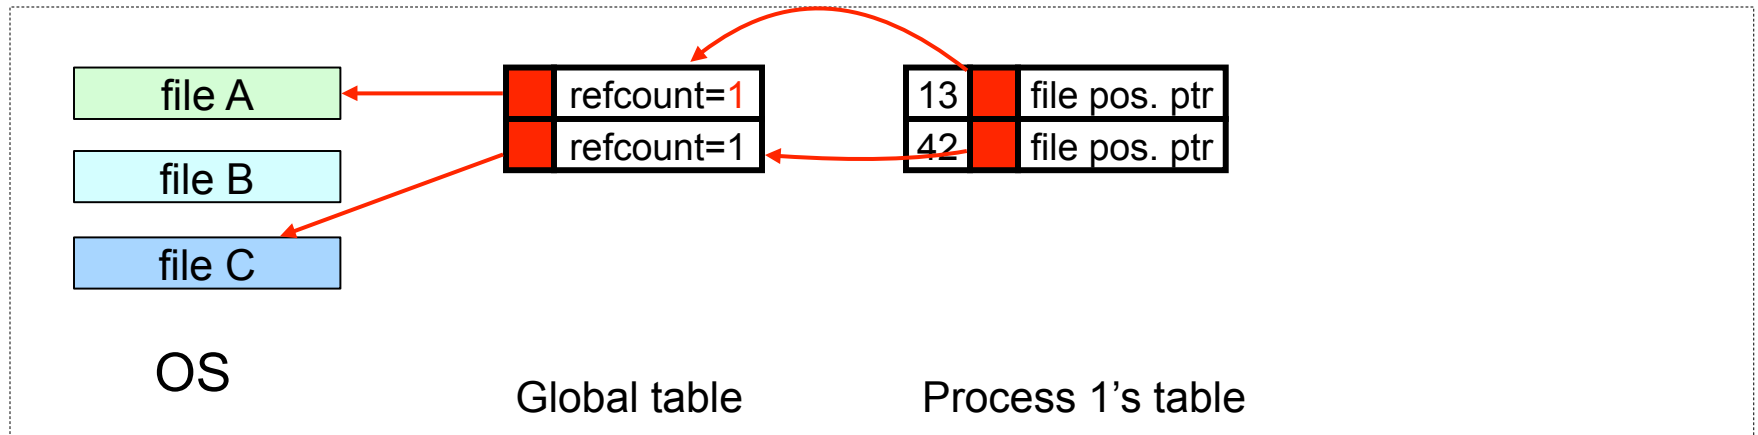 file A
refcount=1
13 file pos. ptr
file B
refcount=1
42 file pos. ptr
file C
OS
Global table
Process 1’s table